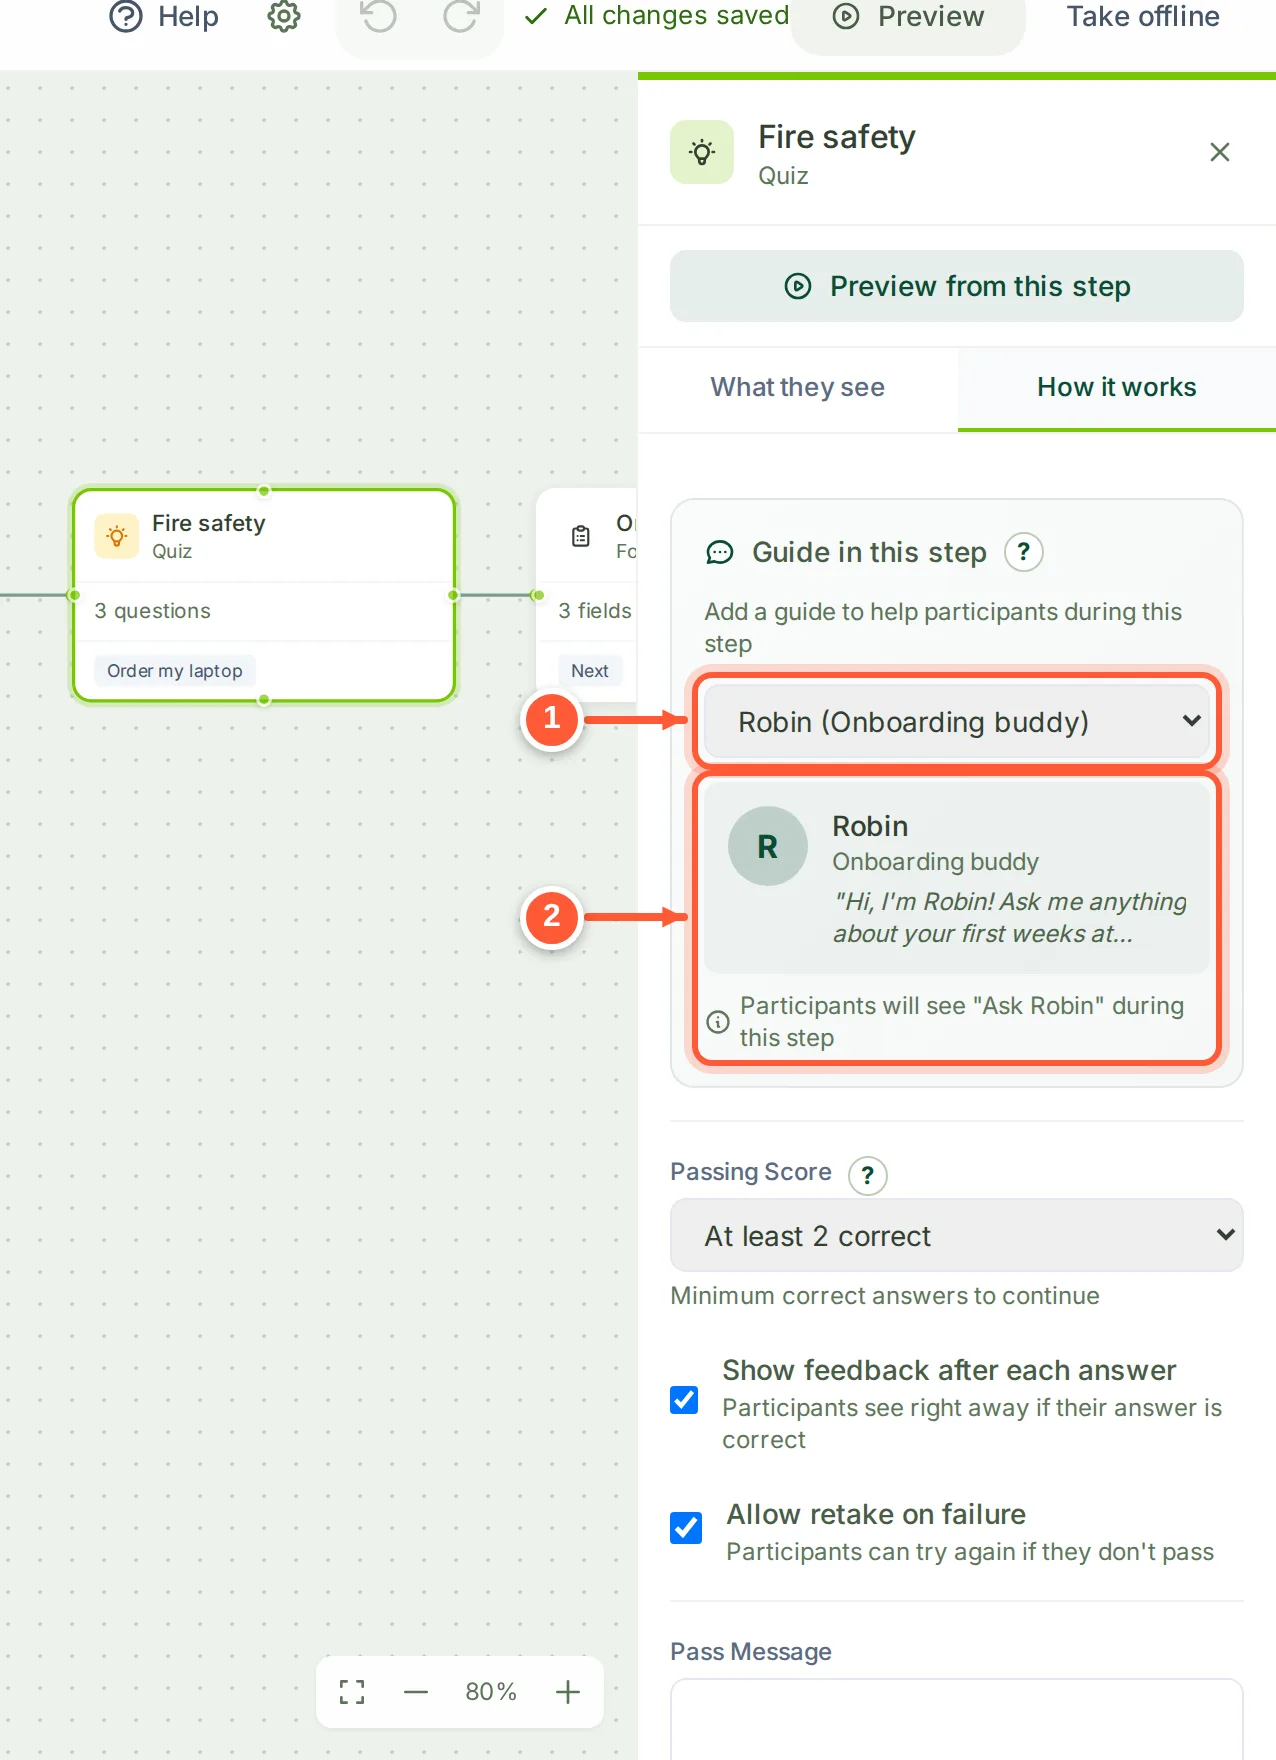 Help
All changes saved
Preview
Take offline
Fire safety
Quiz
Preview from this step
What they see
How it works
Fire safety
Quiz
3 questions
Order my laptop
3 fields
Next
Guide in this step
?
Add a guide to help participants during this
step
1
Robin (Onboarding buddy)
2
R
Robin
Onboarding buddy
"Hi, I'm Robin! Ask me anything
about your first weeks at...
Participants will see "Ask Robin" during
this step
Passing Score
?
At least 2 correct
Minimum correct answers to continue
Show feedback after each answer
Participants see right away if their answer is
correct
Allow retake on failure
Participants can try again if they don't pass
Pass Message
80%